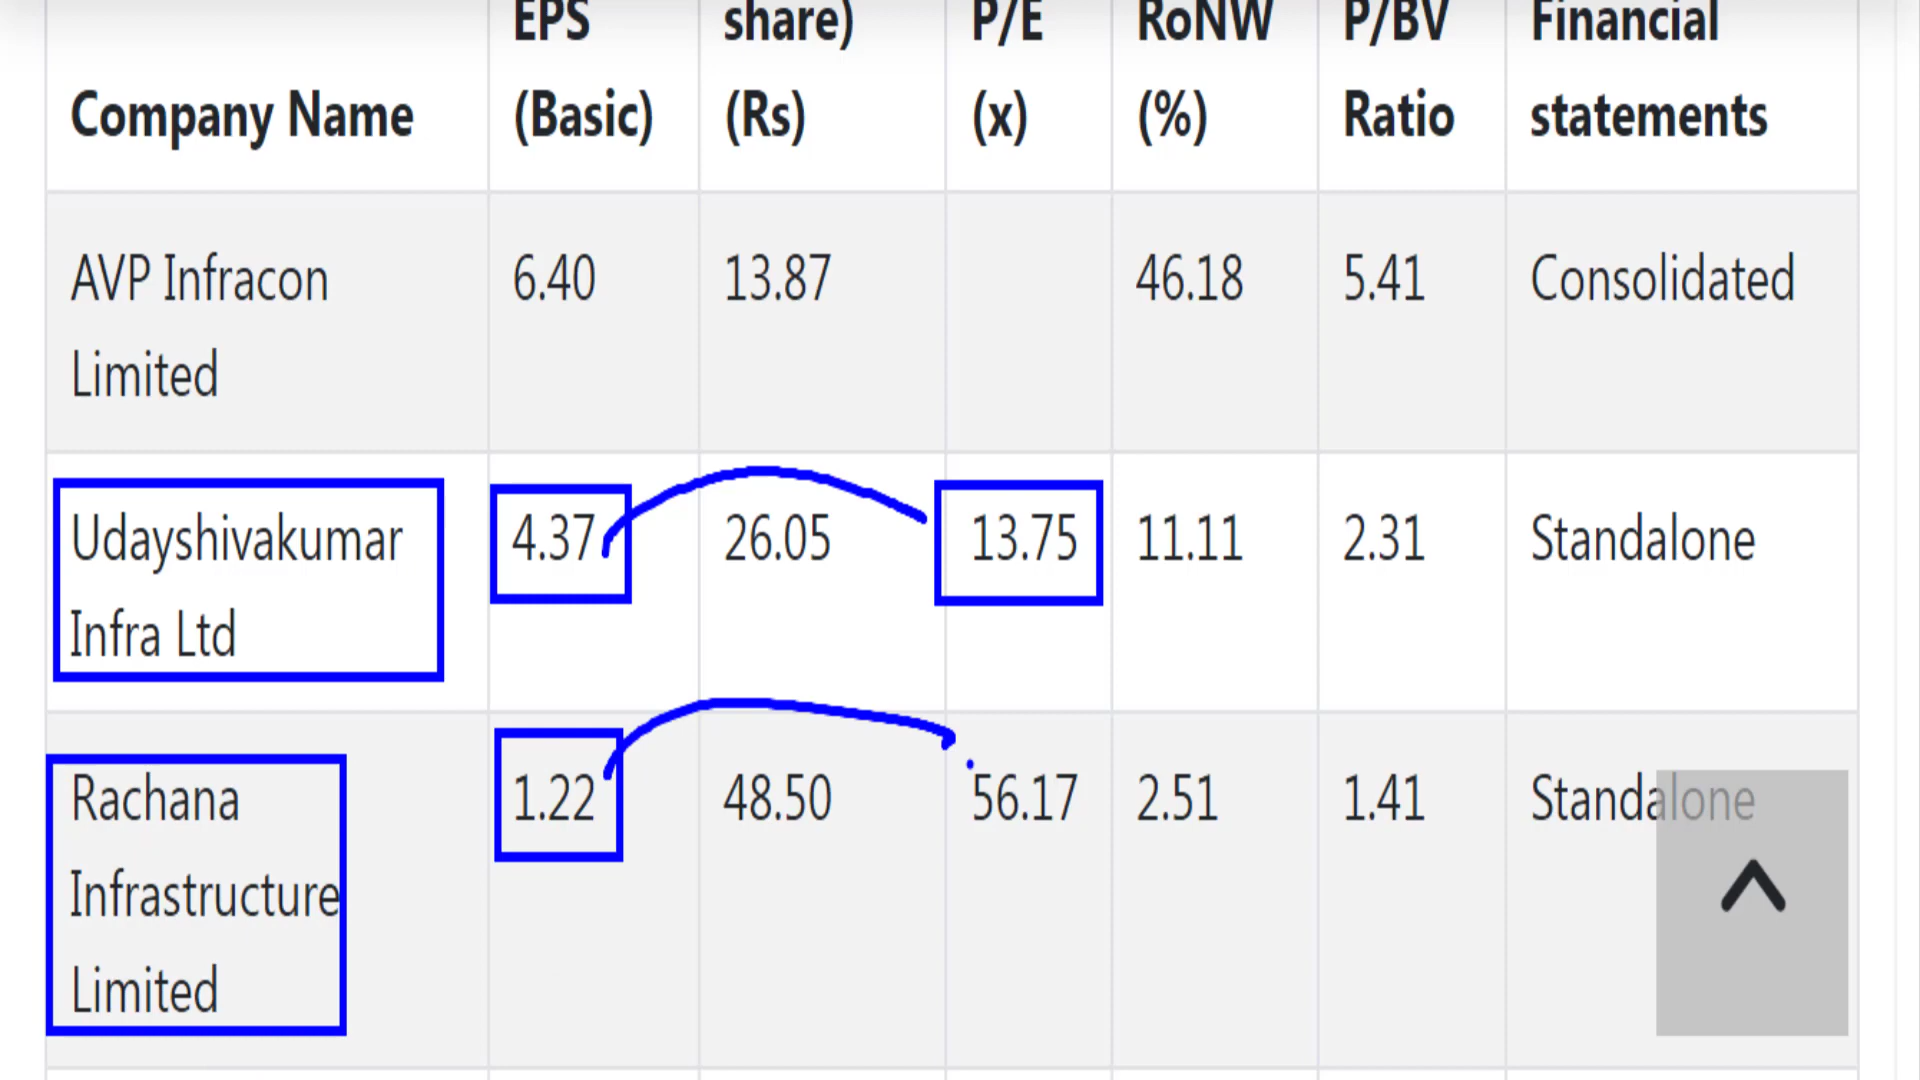 EPS share) P/E RoNW P/BV Financial
Company Name (Basic) (Rs) (x) (%) Ratio statements
AVP Infracon 6.40 13.87 46.18 5.41 Consolidated
Limited
Udayshivakumar 4.37 26.05 13.75 11.11 2.31 Standalone
Infra Ltd
Rachana 1.22 48.50 56.17 2.51 1.41 Standalone
Infrastructure
Limited